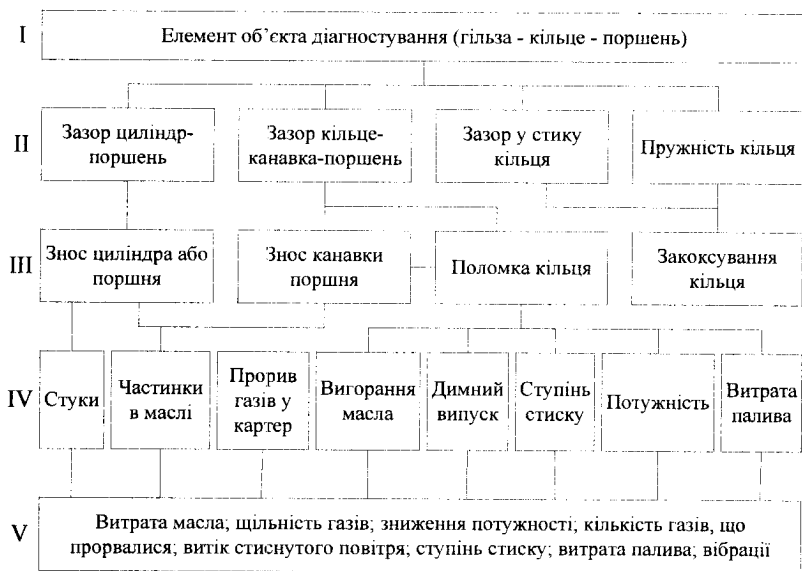 I
Елемент об’єкта діагностування (гільза - кільце - поршень)
II
Зазор циліндр-
поршень
Зазор кільце-
канавка-поршень
Зазор у стику
кільця
Пружність кільця
III
Знос циліндра або
поршня
Знос канавки
поршня
Поломка кільця
Закоксування
кільця
IV
Стуки
Частинки
в маслі
Прорив
газів у
картер
Вигорання
масла
Димний
випуск
Ступінь
стиску
Потужність
Витрата
палива
V
Витрата масла; щільність газів; зниження потужності; кількість газів, що
прорвалися; витік стиснутого повітря; ступінь стиску; витрата палива; вібрації